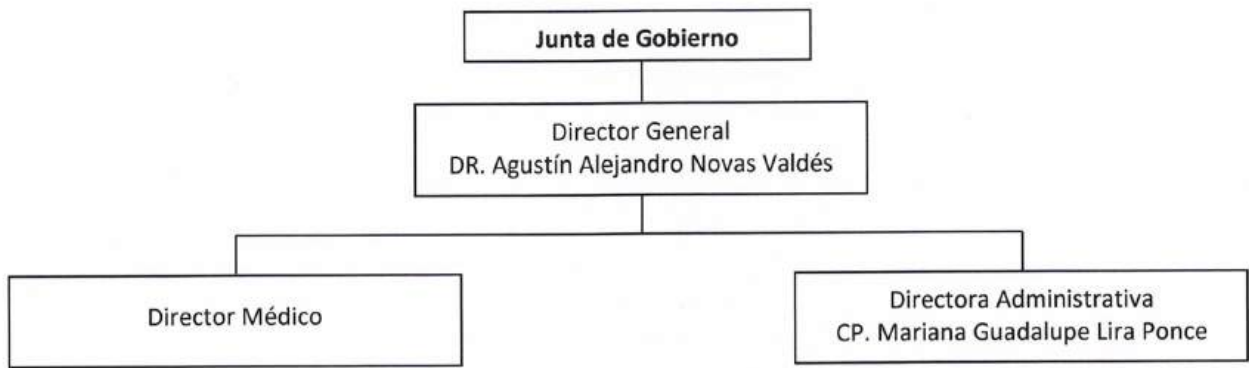 Junta de Gobierno
Director General
DR. Agustín Alejandro Novas Valdés
Director Médico
Directora Administrativa
CP. Mariana Guadalupe Lira Ponce